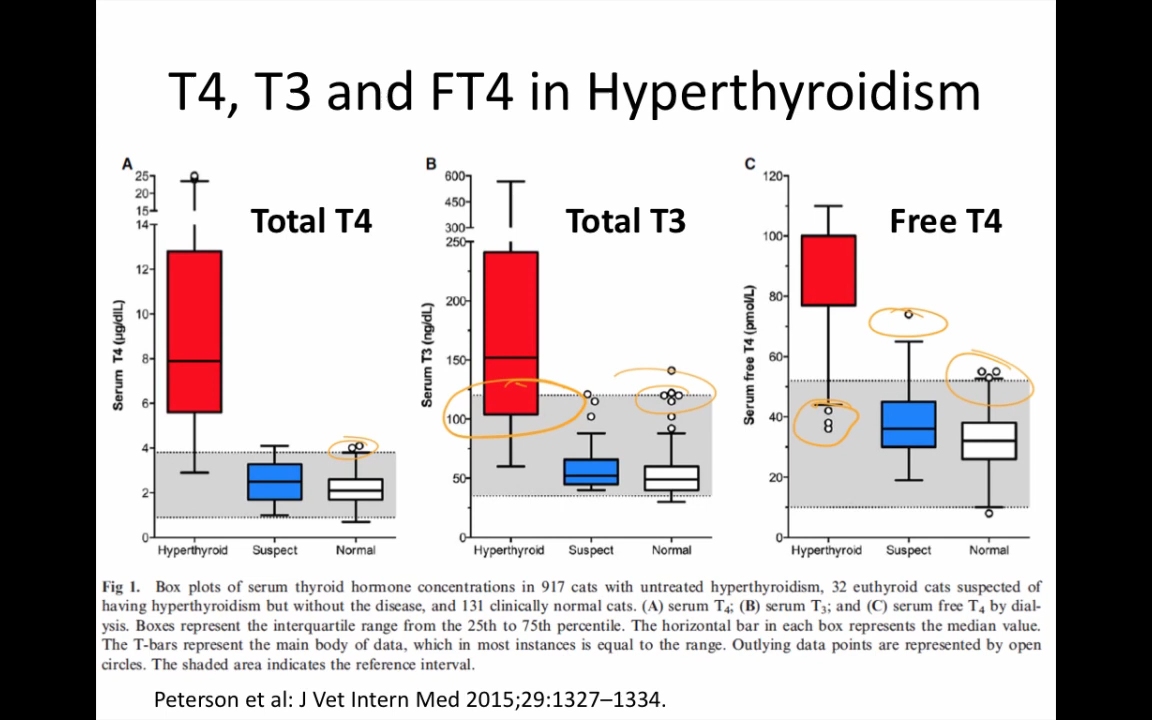 T4, T3 and FT4 in Hyperthyroidism
A
25
20
15
14
12
10
8
6
4
2
0
Serum T4 (µg/dlL)
Total T4
Hyperthyroid Suspect Normal
B
600
450
300
250
200
150
100
50
0
Serum T3 (ng/dL)
Total T3
Hyperthyroid Suspect Normal
C
120
100
80
60
40
20
0
Serum free T4 (pmol/L)
Free T4
Hyperthyroid Suspect Normal
Fig 1. Box plots of serum thyroid hormone concentrations in 917 cats with untreated hyperthyroidism, 32 euthyroid cats suspected of
having hyperthyroidism but without the disease, and 131 clinically normal cats. (A) serum T4; (B) serum T3; and (C) serum free T4 by dial-
ysis. Boxes represent the interquartile range from the 25th to 75th percentile. The horizontal bar in each box represents the median value.
The T-bars represent the main body of data, which in most instances is equal to the range. Outlying data points are represented by open
circles. The shaded area indicates the reference interval.
Peterson et al: J Vet Intern Med 2015;29:1327–1334.